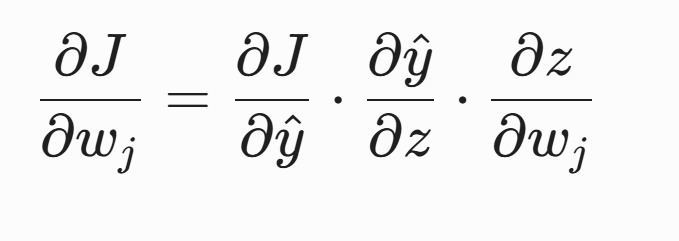 ∂J/∂w_j = ∂J/∂ŷ · ∂ŷ/∂z · ∂z/∂w_j